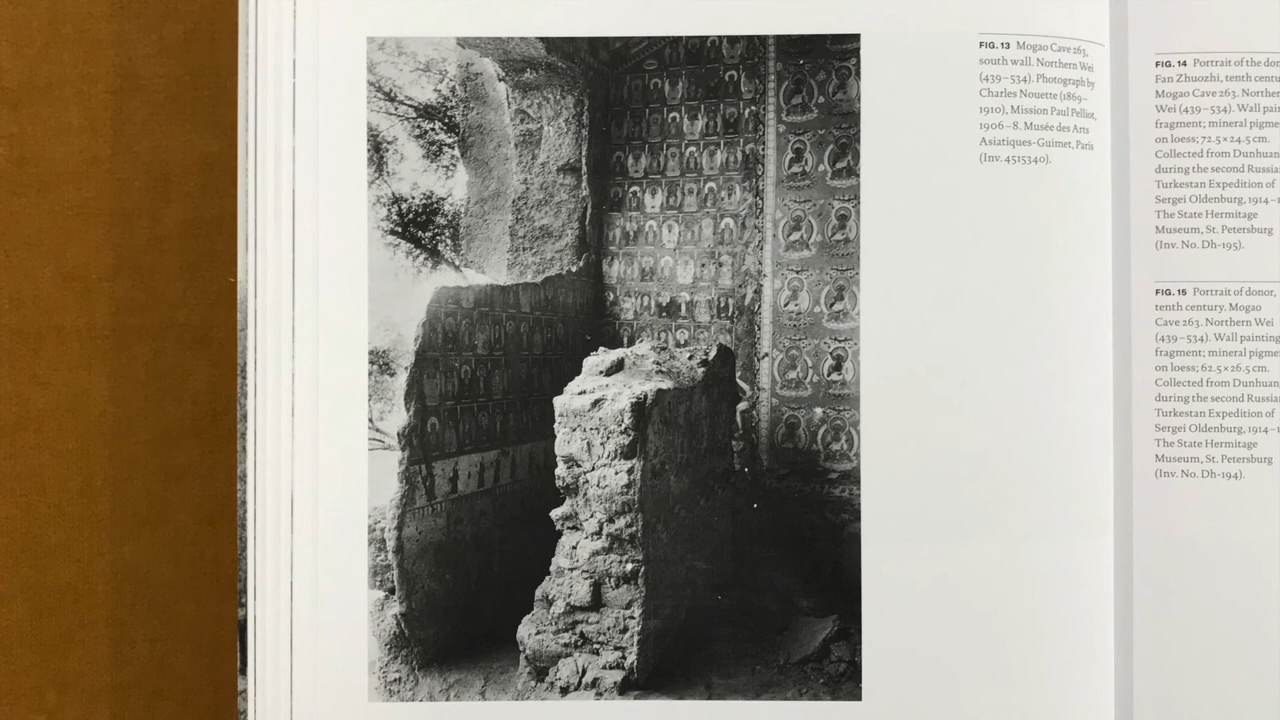 FIG. 13 Mogao Cave 263,
south wall. Northern Wei
(439–534). Photograph by
Charles Nouette (1869–
1910), Mission Paul Pelliot,
1906–8. Musée des Arts
Asiatiques-Guimet, Paris
(Inv. 4515340).
FIG. 14 Portrait of the
Fan Zhuozhi, tenth
Mogao Cave 263.
Wei (439–534). Wall
fragment; mineral
on loess; 72.5 × 24.5 cm.
Collected from
during the second
Turkestan Expedition of
Sergei Oldenburg,
The State Hermitage
Museum, St. Petersburg
(Inv. No. Dh-195).
FIG. 15 Portrait of donor,
tenth century. Mogao
Cave 263. Northern Wei
(439–534). Wall painting
fragment; mineral
on loess; 62.5 × 26.5 cm.
Collected from
during the second
Turkestan Expedition of
Sergei Oldenburg,
The State Hermitage
Museum, St. Petersburg
(Inv. No. Dh-194).